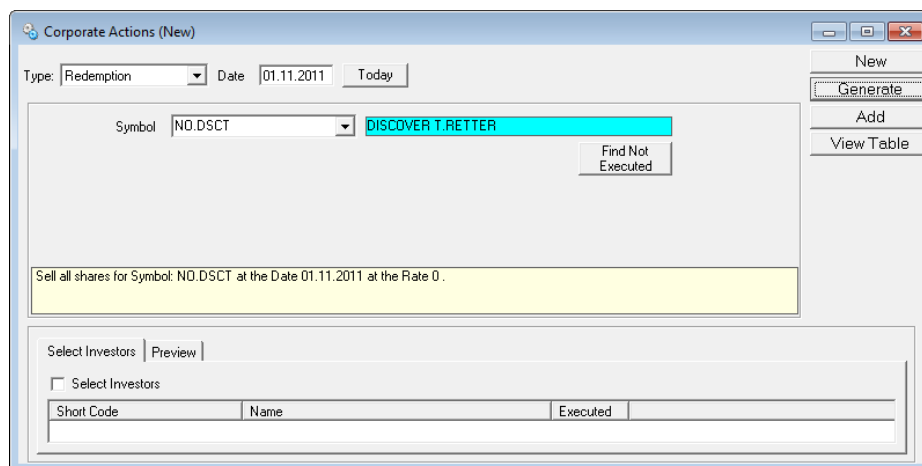 Corporate Actions (New)
Type: Redemption Date 01.11.2011 Today
New
Generate
Add
View Table
Symbol NO.DSCT DISCOVER T.RETTER
Find Not
Executed
Sell all shares for Symbol: NO.DSCT at the Date 01.11.2011 at the Rate 0 .
Select Investors Preview
Select Investors
Short Code Name Executed